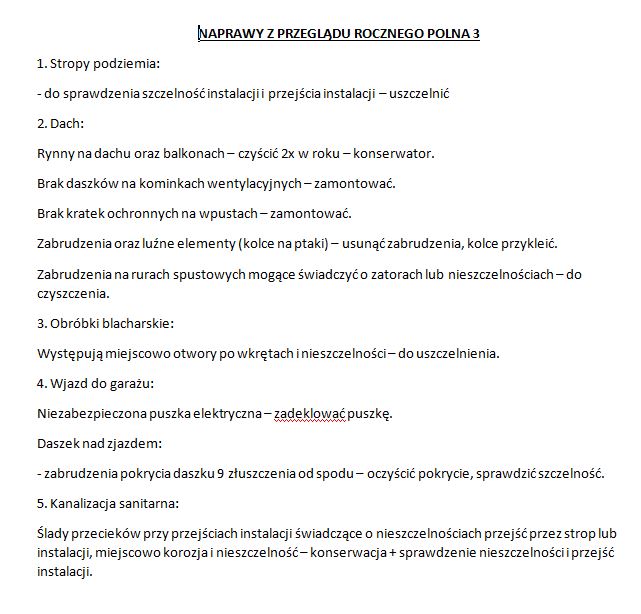 NAPRAWY Z PRZEGLĄDU ROCZNEGO POLNA 3
1. Stropy podziemia:
- do sprawdzenia szczelność instalacji i przejścia instalacji – uszczelnić
2. Dach:
Rynny na dachu oraz balkonach – czyścić 2x w roku – konserwator.
Brak daszków na kominkach wentylacyjnych – zamontować.
Brak kratek ochronnych na wpustach – zamontować.
Zabrudzenia oraz luźne elementy (kolce na ptaki) – usunąć zabrudzenia, kolce przykleić.
Zabrudzenia na rurach spustowych mogące świadczyć o zatorach lub nieszczelnościach – do
czyszczenia.
3. Obróbki blacharskie:
Występują miejscowo otwory po wkrętach i nieszczelności – do uszczelnienia.
4. Wjazd do garażu:
Niezabezpieczona puszka elektryczna – zadeklować puszkę.
Daszek nad zjazdem:
- zabrudzenia pokrycia daszku 9 złuszczenia od spodu – oczyścić pokrycie, sprawdzić szczelność.
5. Kanalizacja sanitarna:
Ślady przecieków przy przejściach instalacji świadczące o nieszczelnościach przejść przez strop lub
instalacji, miejscowo korozja i nieszczelność – konserwacja + sprawdzenie nieszczelności i przejść
instalacji.